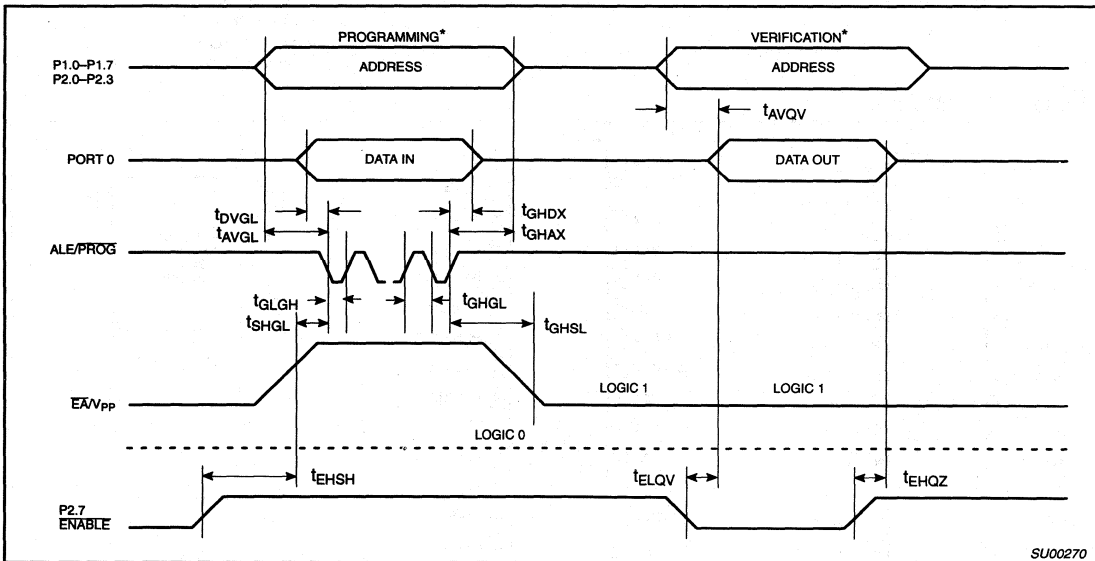 PROGRAMMING* VERIFICATION*
P1.0–P1.7
P2.0–P2.3
ADDRESS ADDRESS
tAVQV
PORT 0 DATA IN DATA OUT
tDVGL tGHDX
tAVGL tGHAX
ALE/PROG
tGLGH tGHGL
tSHGL tGHSL
EA/VPP LOGIC 1 LOGIC 1
LOGIC 0
tEHSH tELQV tEHQZ
P2.7
ENABLE
SU00270